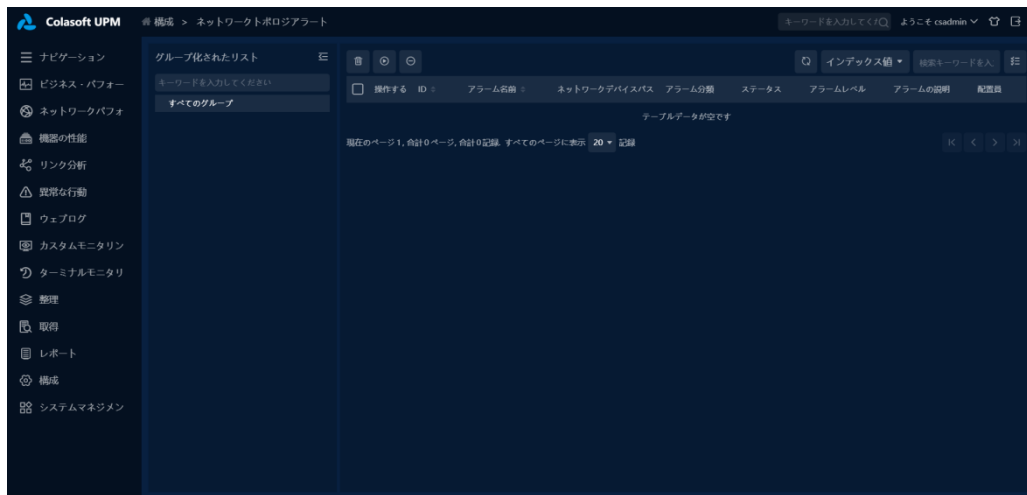 Colasoft UPM
構成 > ネットワークトポロジアラート
キーワードを入力してくだ
ようこそ csadmin
ナビゲーション
ビジネス・パフォー
ネットワークパフォ
機器の性能
リンク分析
異常な行動
ウェブログ
カスタムモニタリン
ターミナルモニタリ
整理
取得
レポート
構成
システムマネジメン
グループ化されたリスト
キーワードを入力してください
すべてのグループ
インデックス値
検索キーワードを入.
操作する ID アラーム名前 ネットワークデバイスパス アラーム分類 ステータス アラームレベル アラームの説明 配置員
テーブルデータが空です
現在のページ 1, 合計 0 ページ, 合計 0 記録. すべてのページに表示 20 記録